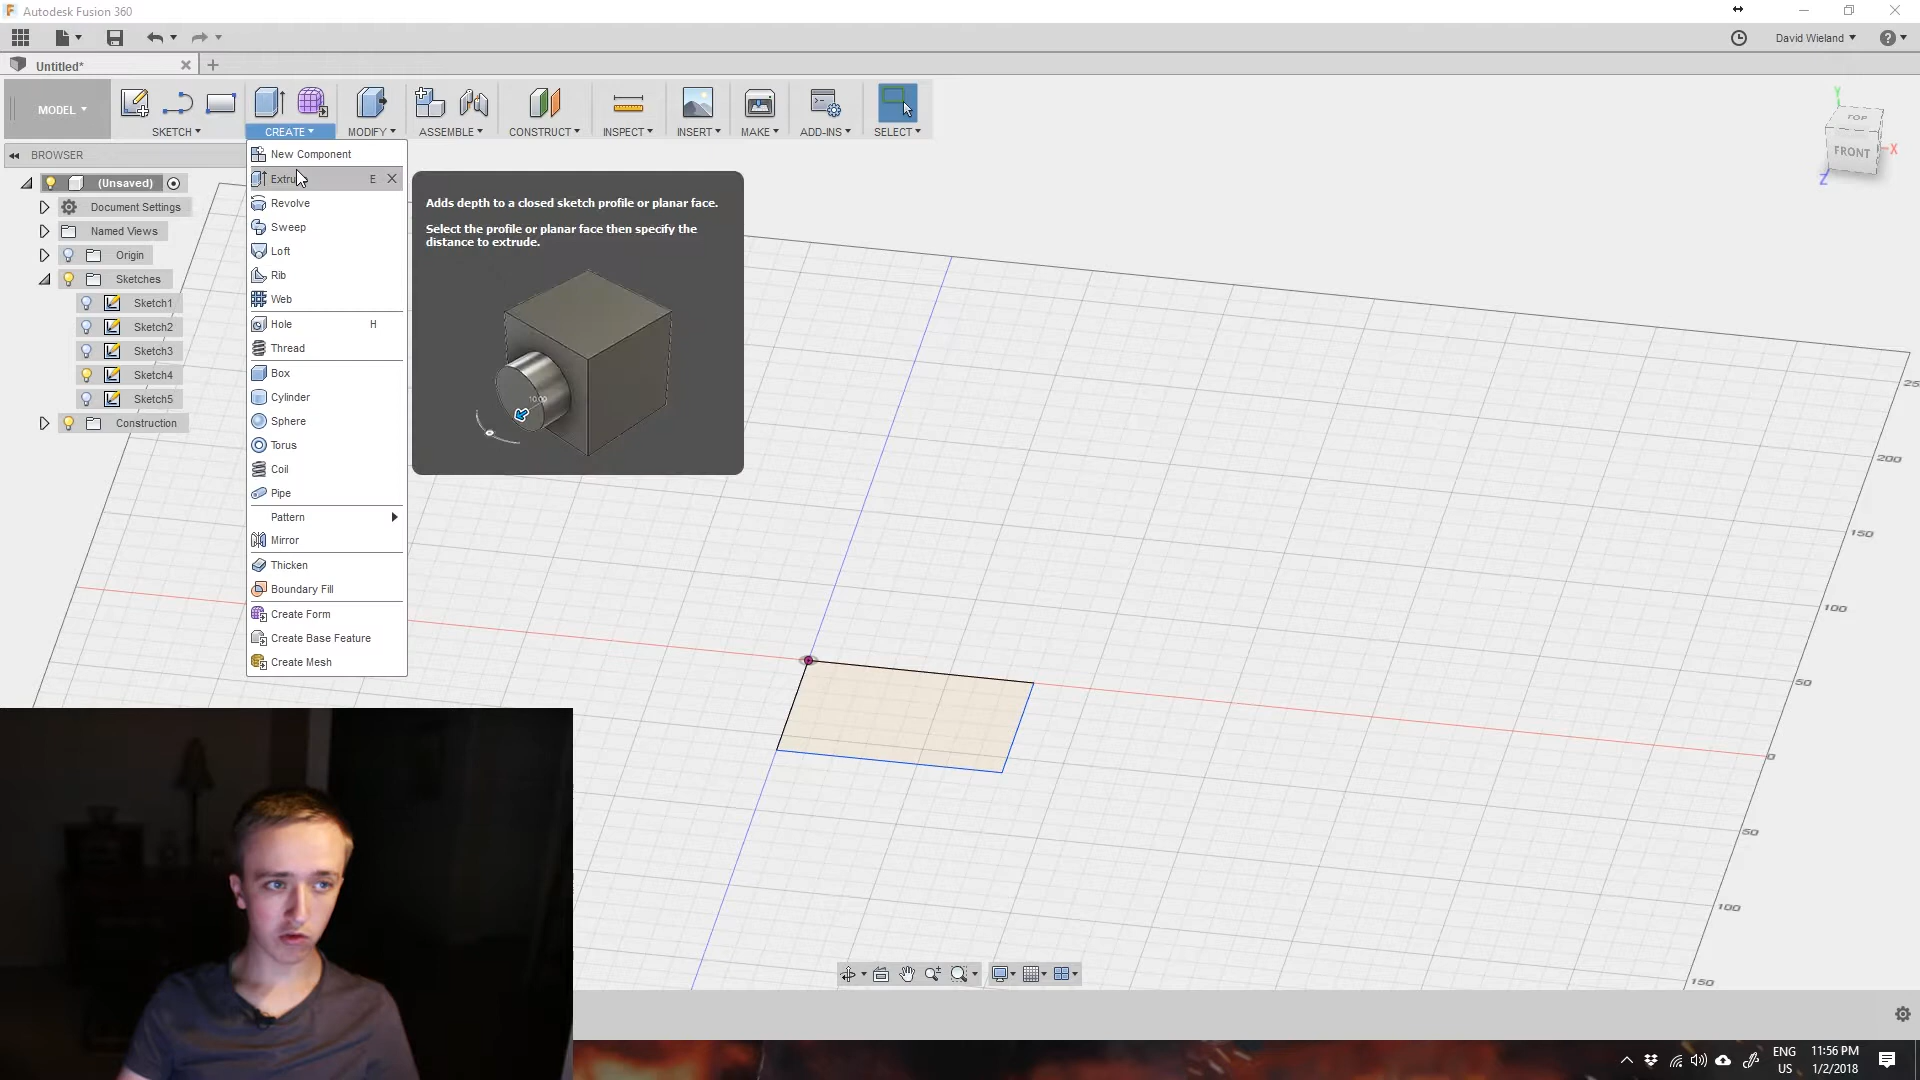 Autodesk Fusion 360
David Wieland
Untitled*
MODEL
SKETCH
CREATE
MODIFY
ASSEMBLE
CONSTRUCT
INSPECT
INSERT
MAKE
ADD-INS
SELECT
BROWSER
(Unsaved)
Document Settings
Named Views
Origin
Sketches
Sketch1
Sketch2
Sketch3
Sketch4
Sketch5
Construction
New Component
Extru E
Revolve
Sweep
Loft
Rib
Web
Hole H
Thread
Box
Cylinder
Sphere
Torus
Coil
Pipe
Pattern
Mirror
Thicken
Boundary Fill
Create Form
Create Base Feature
Create Mesh
Adds depth to a closed sketch profile or planar face.
Select the profile or planar face then specify the
distance to extrude.
10.00
Y
TOP
FRONT
X
Z
25
200
150
100
50
0
50
100
150
ENG
US
11:56 PM
1/2/2018